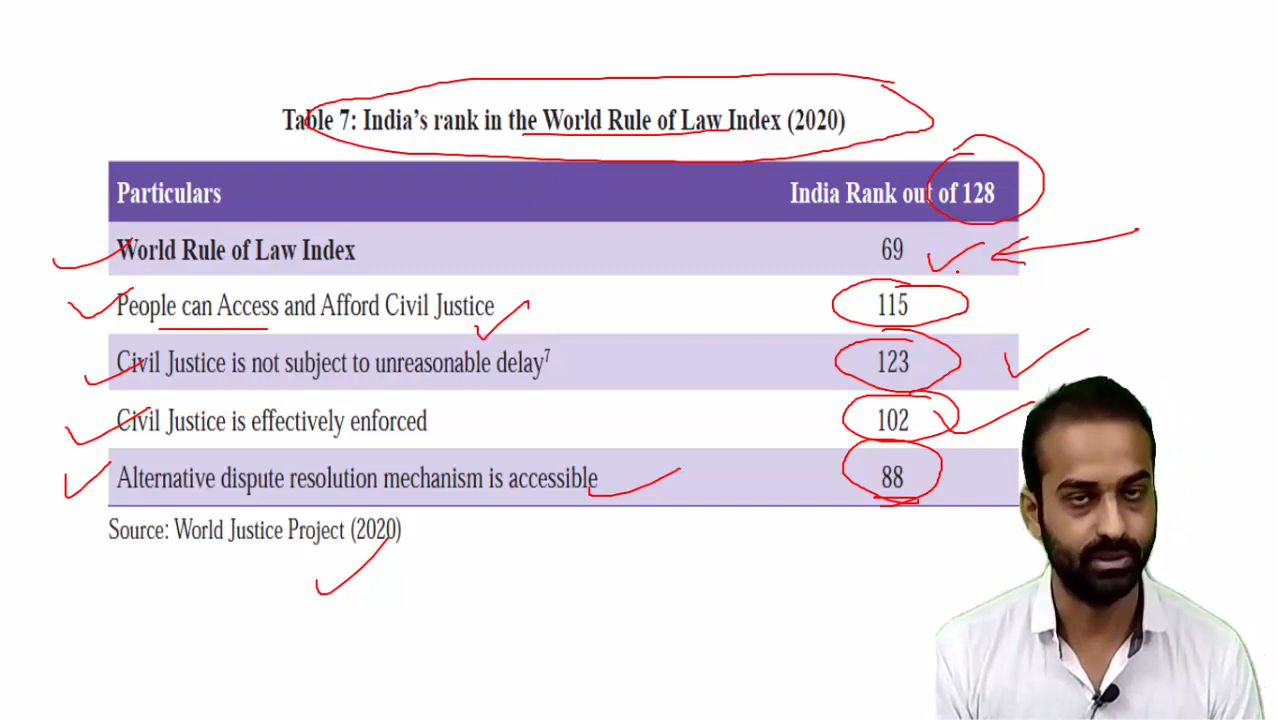 Table 7: India's rank in the World Rule of Law Index (2020)
Particulars India Rank out of 128
World Rule of Law Index 69
People can Access and Afford Civil Justice 115
Civil Justice is not subject to unreasonable delay⁷ 123
Civil Justice is effectively enforced 102
Alternative dispute resolution mechanism is accessible 88
Source: World Justice Project (2020)